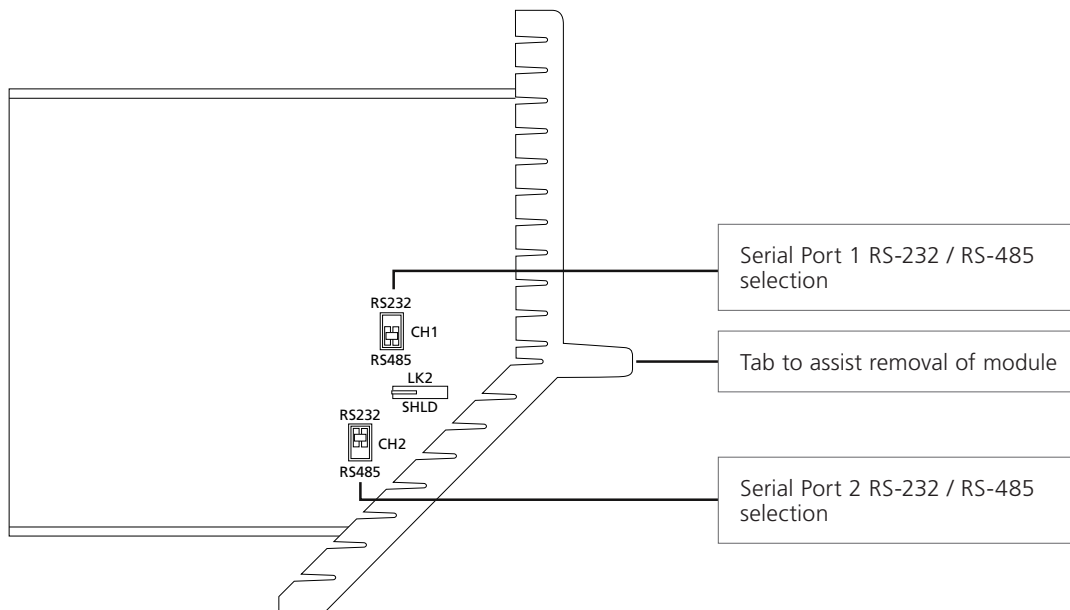 Serial Port 1 RS-232 / RS-485
selection
RS232
CH1
RS485
Tab to assist removal of module
LK2
SHLD
RS232
CH2
RS485
Serial Port 2 RS-232 / RS-485
selection